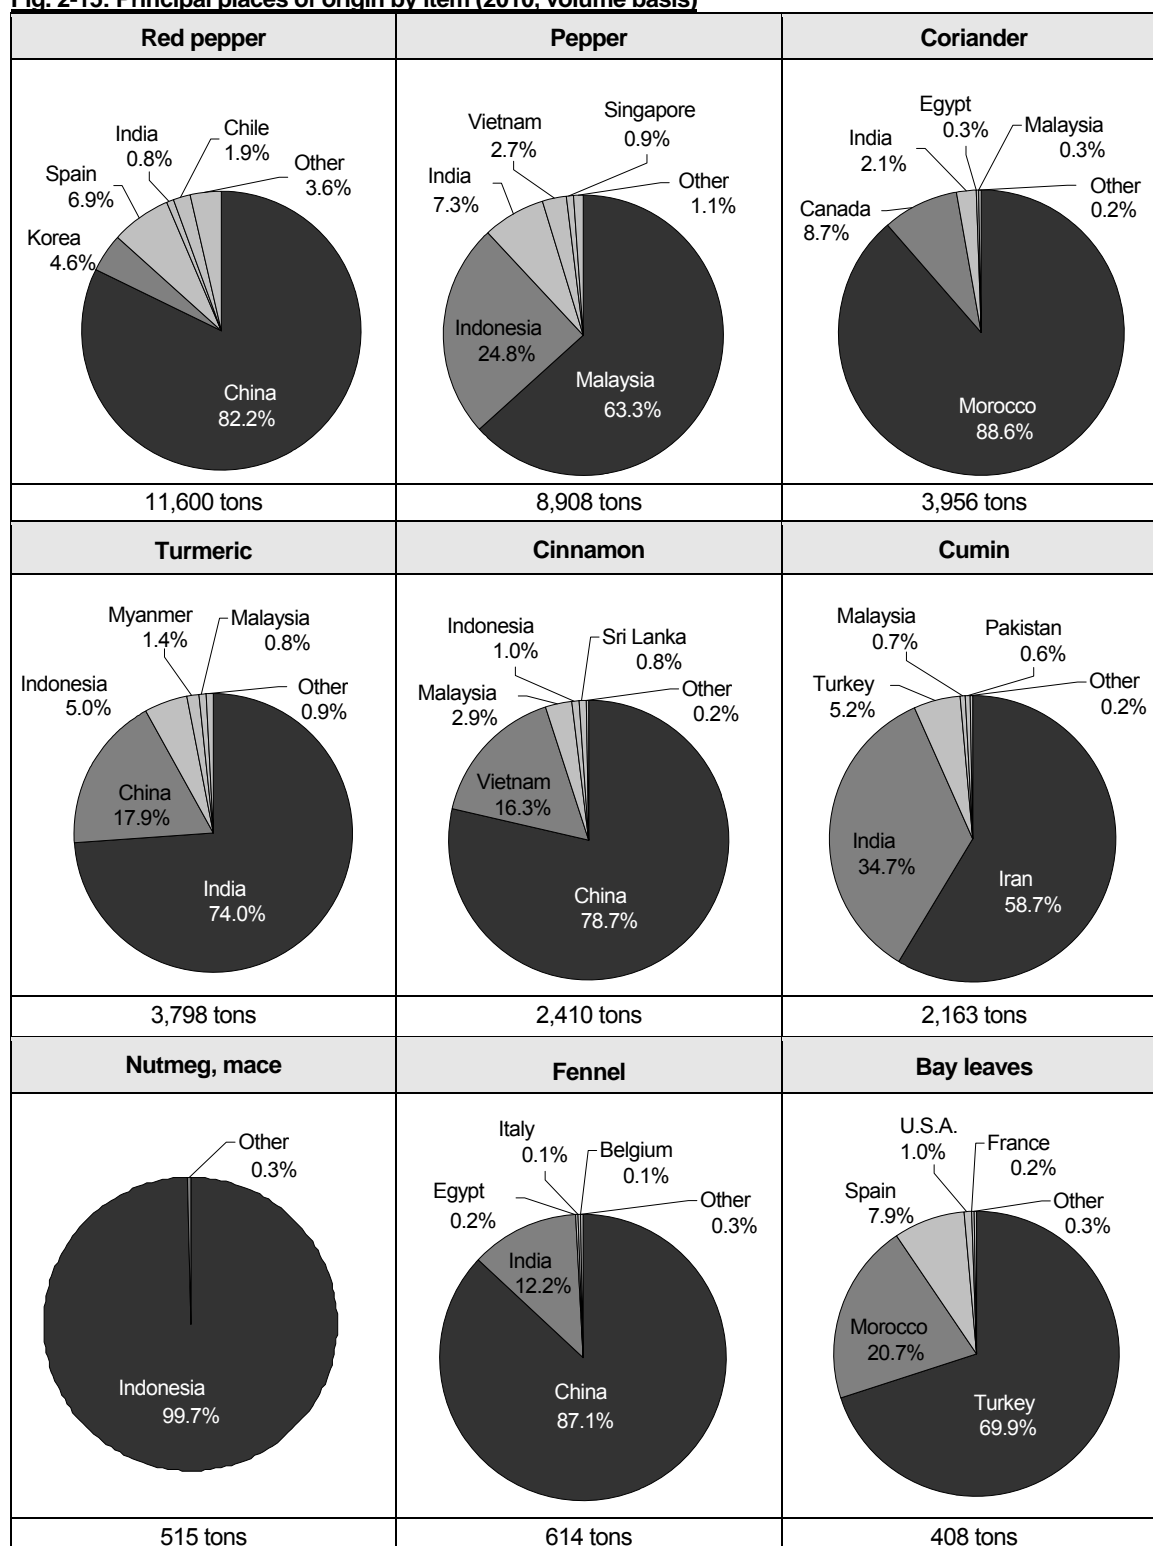 Fig. 2-15: Principal places of origin by item (2010, volume basis)
Red pepper
Pepper
Coriander
India
0.8%
Chile
1.9%
Spain
6.9%
Other
3.6%
Korea
4.6%
China
82.2%
Vietnam
2.7%
Singapore
0.9%
India
7.3%
Other
1.1%
Indonesia
24.8%
Malaysia
63.3%
Egypt
0.3%
Malaysia
0.3%
India
2.1%
Other
0.2%
Canada
8.7%
Morocco
88.6%
11,600 tons
8,908 tons
3,956 tons
Turmeric
Cinnamon
Cumin
Myanmer
1.4%
Malaysia
0.8%
Indonesia
5.0%
Other
0.9%
China
17.9%
India
74.0%
Indonesia
1.0%
Sri Lanka
0.8%
Malaysia
2.9%
Other
0.2%
Vietnam
16.3%
China
78.7%
Malaysia
0.7%
Pakistan
0.6%
Turkey
5.2%
Other
0.2%
India
34.7%
Iran
58.7%
3,798 tons
2,410 tons
2,163 tons
Nutmeg, mace
Fennel
Bay leaves
Other
0.3%
Indonesia
99.7%
Italy
0.1%
Belgium
0.1%
Egypt
0.2%
Other
0.3%
India
12.2%
China
87.1%
U.S.A.
1.0%
France
0.2%
Spain
7.9%
Other
0.3%
Morocco
20.7%
Turkey
69.9%
515 tons
614 tons
408 tons